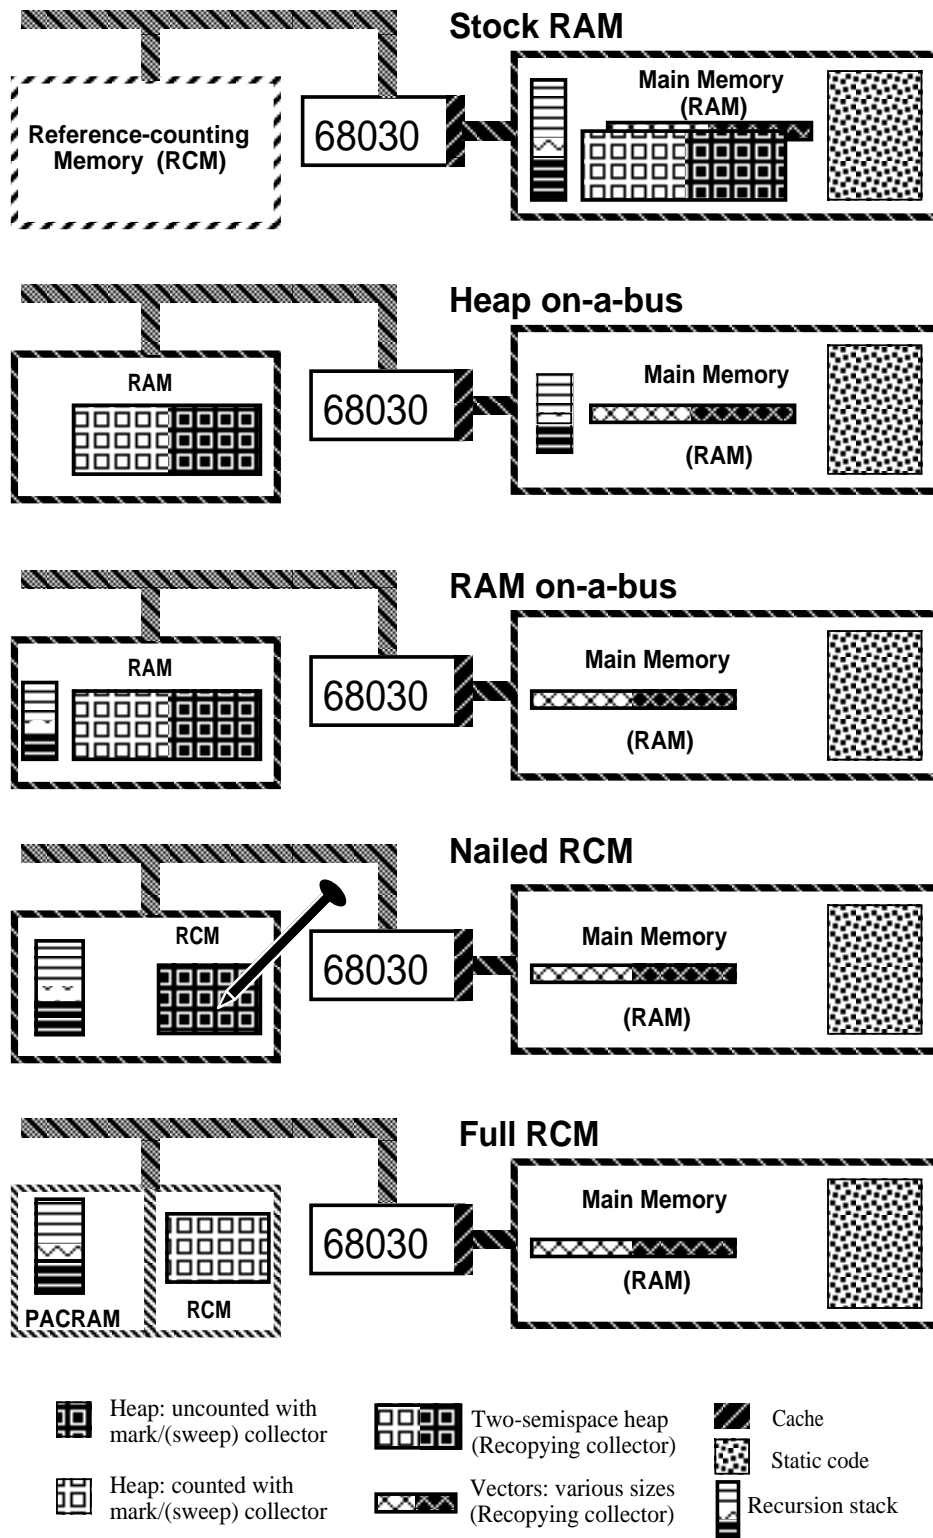 Stock RAM
Reference-counting
Memory (RCM)
68030
Main Memory
(RAM)
Heap on-a-bus
RAM
68030
Main Memory
(RAM)
RAM on-a-bus
RAM
68030
Main Memory
(RAM)
Nailed RCM
RCM
68030
Main Memory
(RAM)
Full RCM
PACRAM
RCM
68030
Main Memory
(RAM)
Heap: uncounted with
mark/(sweep) collector
Heap: counted with
mark/(sweep) collector
Two-semispace heap
(Recopying collector)
Vectors: various sizes
(Recopying collector)
Cache
Static code
Recursion stack